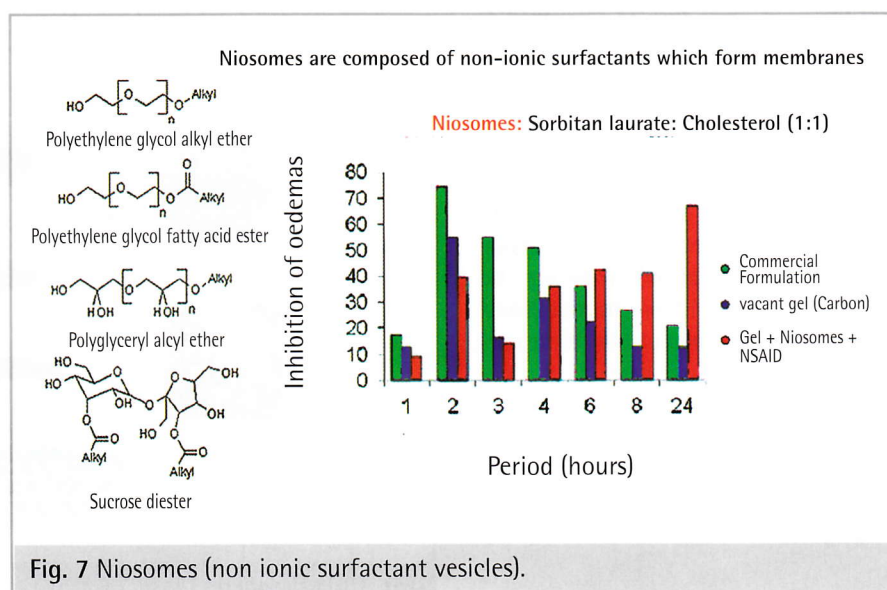 Niosomes are composed of non-ionic surfactants which form membranes
HO
O
n
O
Alkyl
Polyethylene glycol alkyl ether
O
HO
O
n
O
Alkyl
Polyethylene glycol fatty acid ester
HO
O
n
O
Alkyl
OH
OH
Polyglyceryl alcyl ether
HO
HO
O
OH
O
O
OH
HO
OH
O
Alkyl
O
HO
O
O
Alkyl
Sucrose diester
Niosomes: Sorbitan laurate: Cholesterol (1:1)
Inhibition of oedemas
80
70
60
50
40
30
20
10
0
1 2 3 4 6 8 24
Period (hours)
Commercial
Formulation
vacant gel (Carbon)
Gel + Niosomes +
NSAID
Fig. 7 Niosomes (non ionic surfactant vesicles).